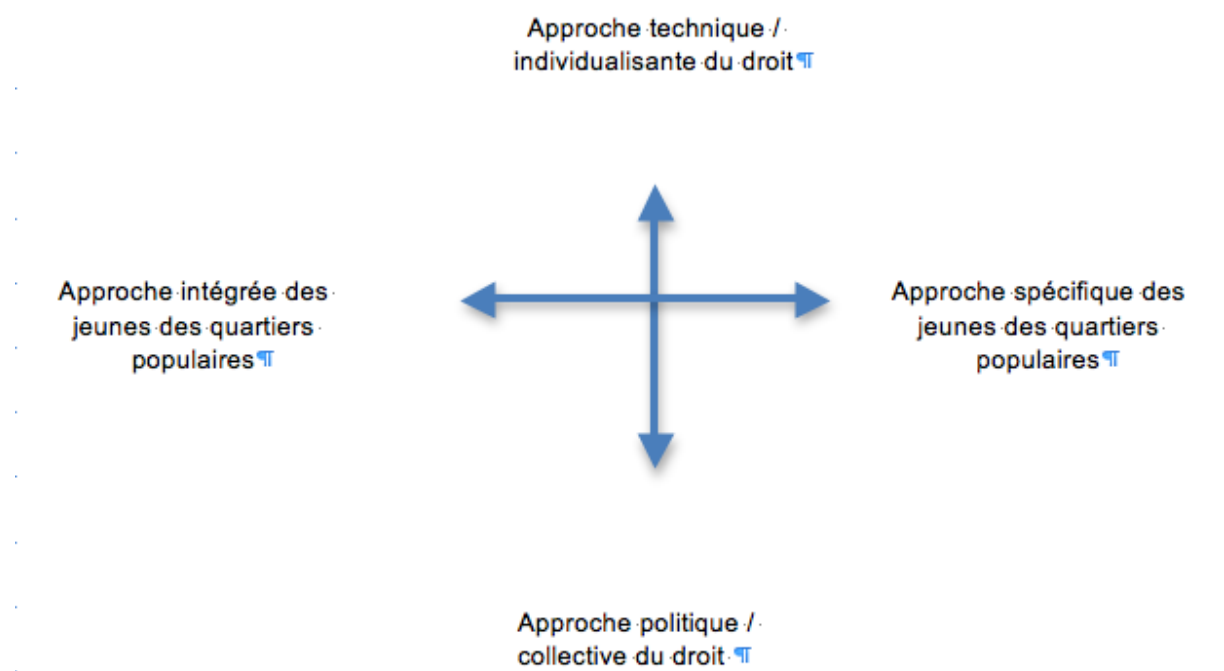 Approche technique /
individualisante du droit¶
Approche intégrée des
jeunes des quartiers
populaires¶
Approche spécifique des
jeunes des quartiers
populaires¶
Approche politique /
collective du droit ¶